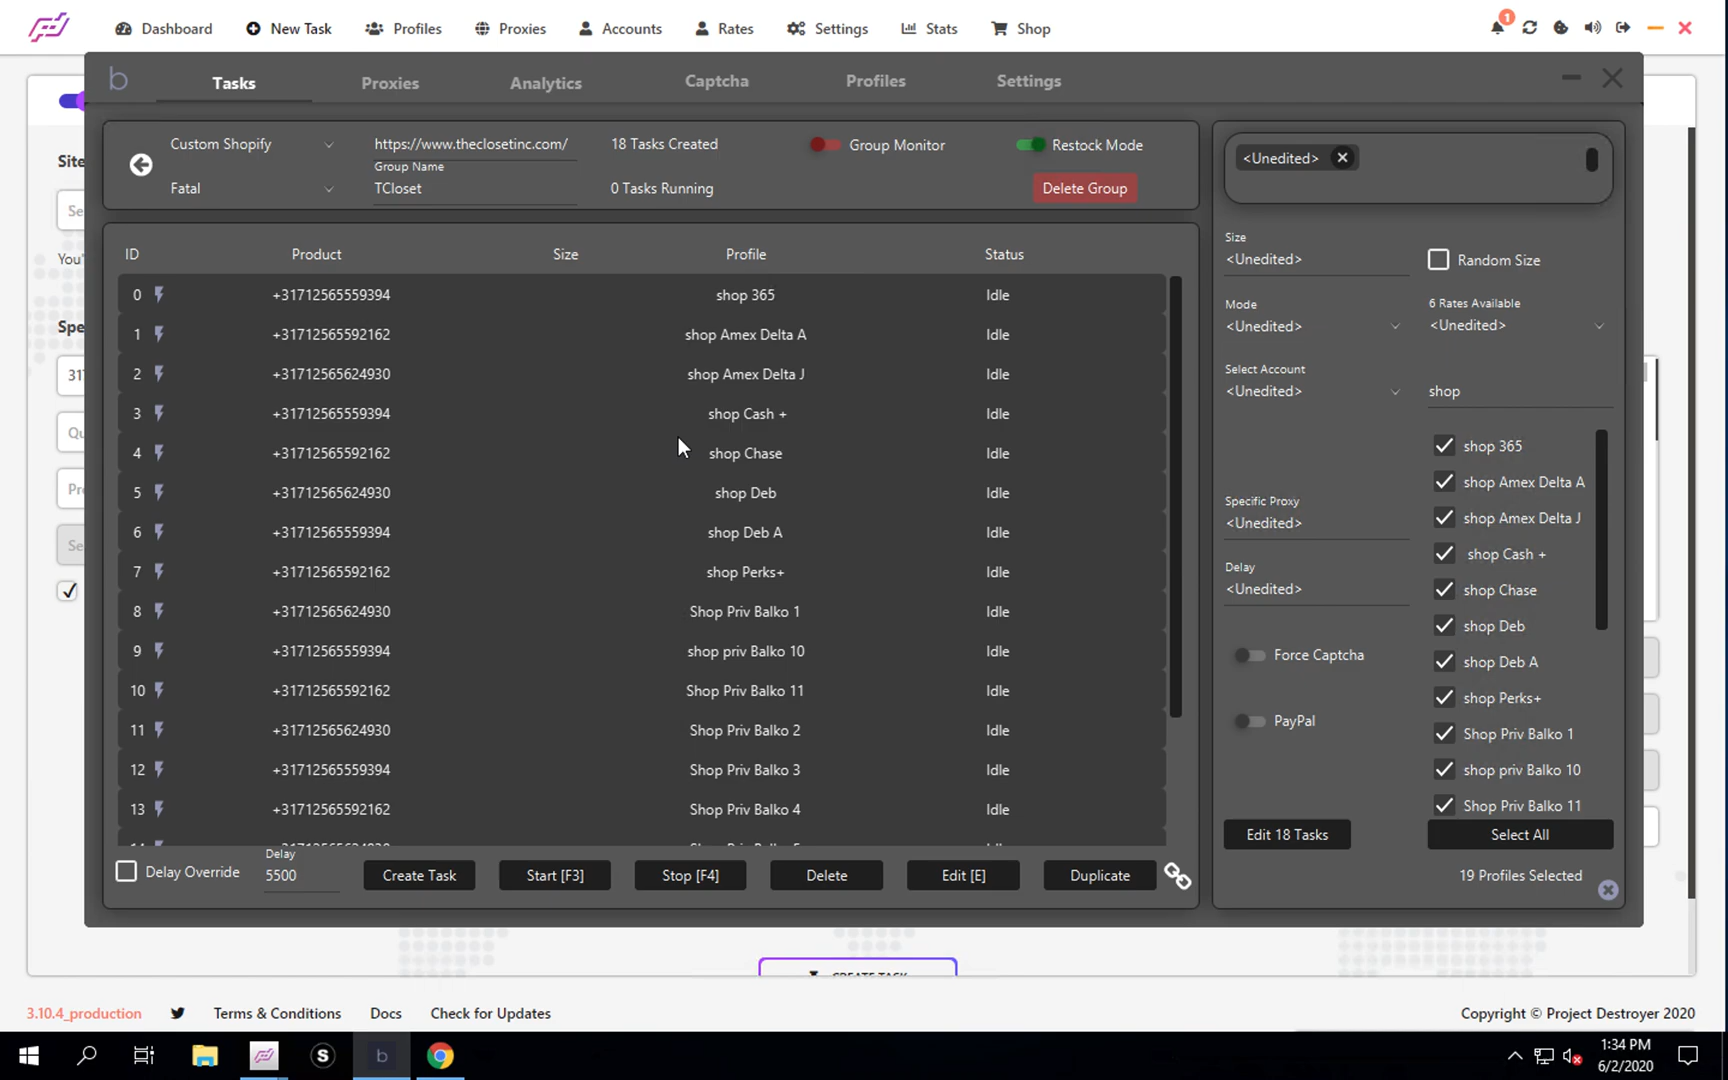 Dashboard New Task Profiles Proxies Accounts Rates Settings Stats Shop 1
b Tasks Proxies Analytics Captcha Profiles Settings
Custom Shopify https://www.theclosetinc.com/ 18 Tasks Created Group Monitor Restock Mode
Group Name
Fatal TCloset 0 Tasks Running Delete Group
<Unedited>
Site
Se
You'
Spe
317
Qu
Pr
Se
ID Product Size Profile Status
0 +31712565559394 shop 365 Idle
1 +31712565592162 shop Amex Delta A Idle
2 +31712565624930 shop Amex Delta J Idle
3 +31712565559394 shop Cash + Idle
4 +31712565592162 shop Chase Idle
5 +31712565624930 shop Deb Idle
6 +31712565559394 shop Deb A Idle
7 +31712565592162 shop Perks+ Idle
8 +31712565624930 Shop Priv Balko 1 Idle
9 +31712565559394 shop priv Balko 10 Idle
10 +31712565592162 Shop Priv Balko 11 Idle
11 +31712565624930 Shop Priv Balko 2 Idle
12 +31712565559394 Shop Priv Balko 3 Idle
13 +31712565592162 Shop Priv Balko 4 Idle
Delay Override Delay 5500 Create Task Start [F3] Stop [F4] Delete Edit [E] Duplicate
Size
<Unedited> Random Size
Mode 6 Rates Available
<Unedited> <Unedited>
Select Account
<Unedited> shop
Specific Proxy
<Unedited>
Delay
<Unedited>
Force Captcha
PayPal
shop 365
shop Amex Delta A
shop Amex Delta J
shop Cash +
shop Chase
shop Deb
shop Deb A
shop Perks+
Shop Priv Balko 1
shop priv Balko 10
Shop Priv Balko 11
Edit 18 Tasks Select All
19 Profiles Selected
CREATE TASK
3.10.4_production Terms & Conditions Docs Check for Updates Copyright © Project Destroyer 2020
S b 1:34 PM
6/2/2020